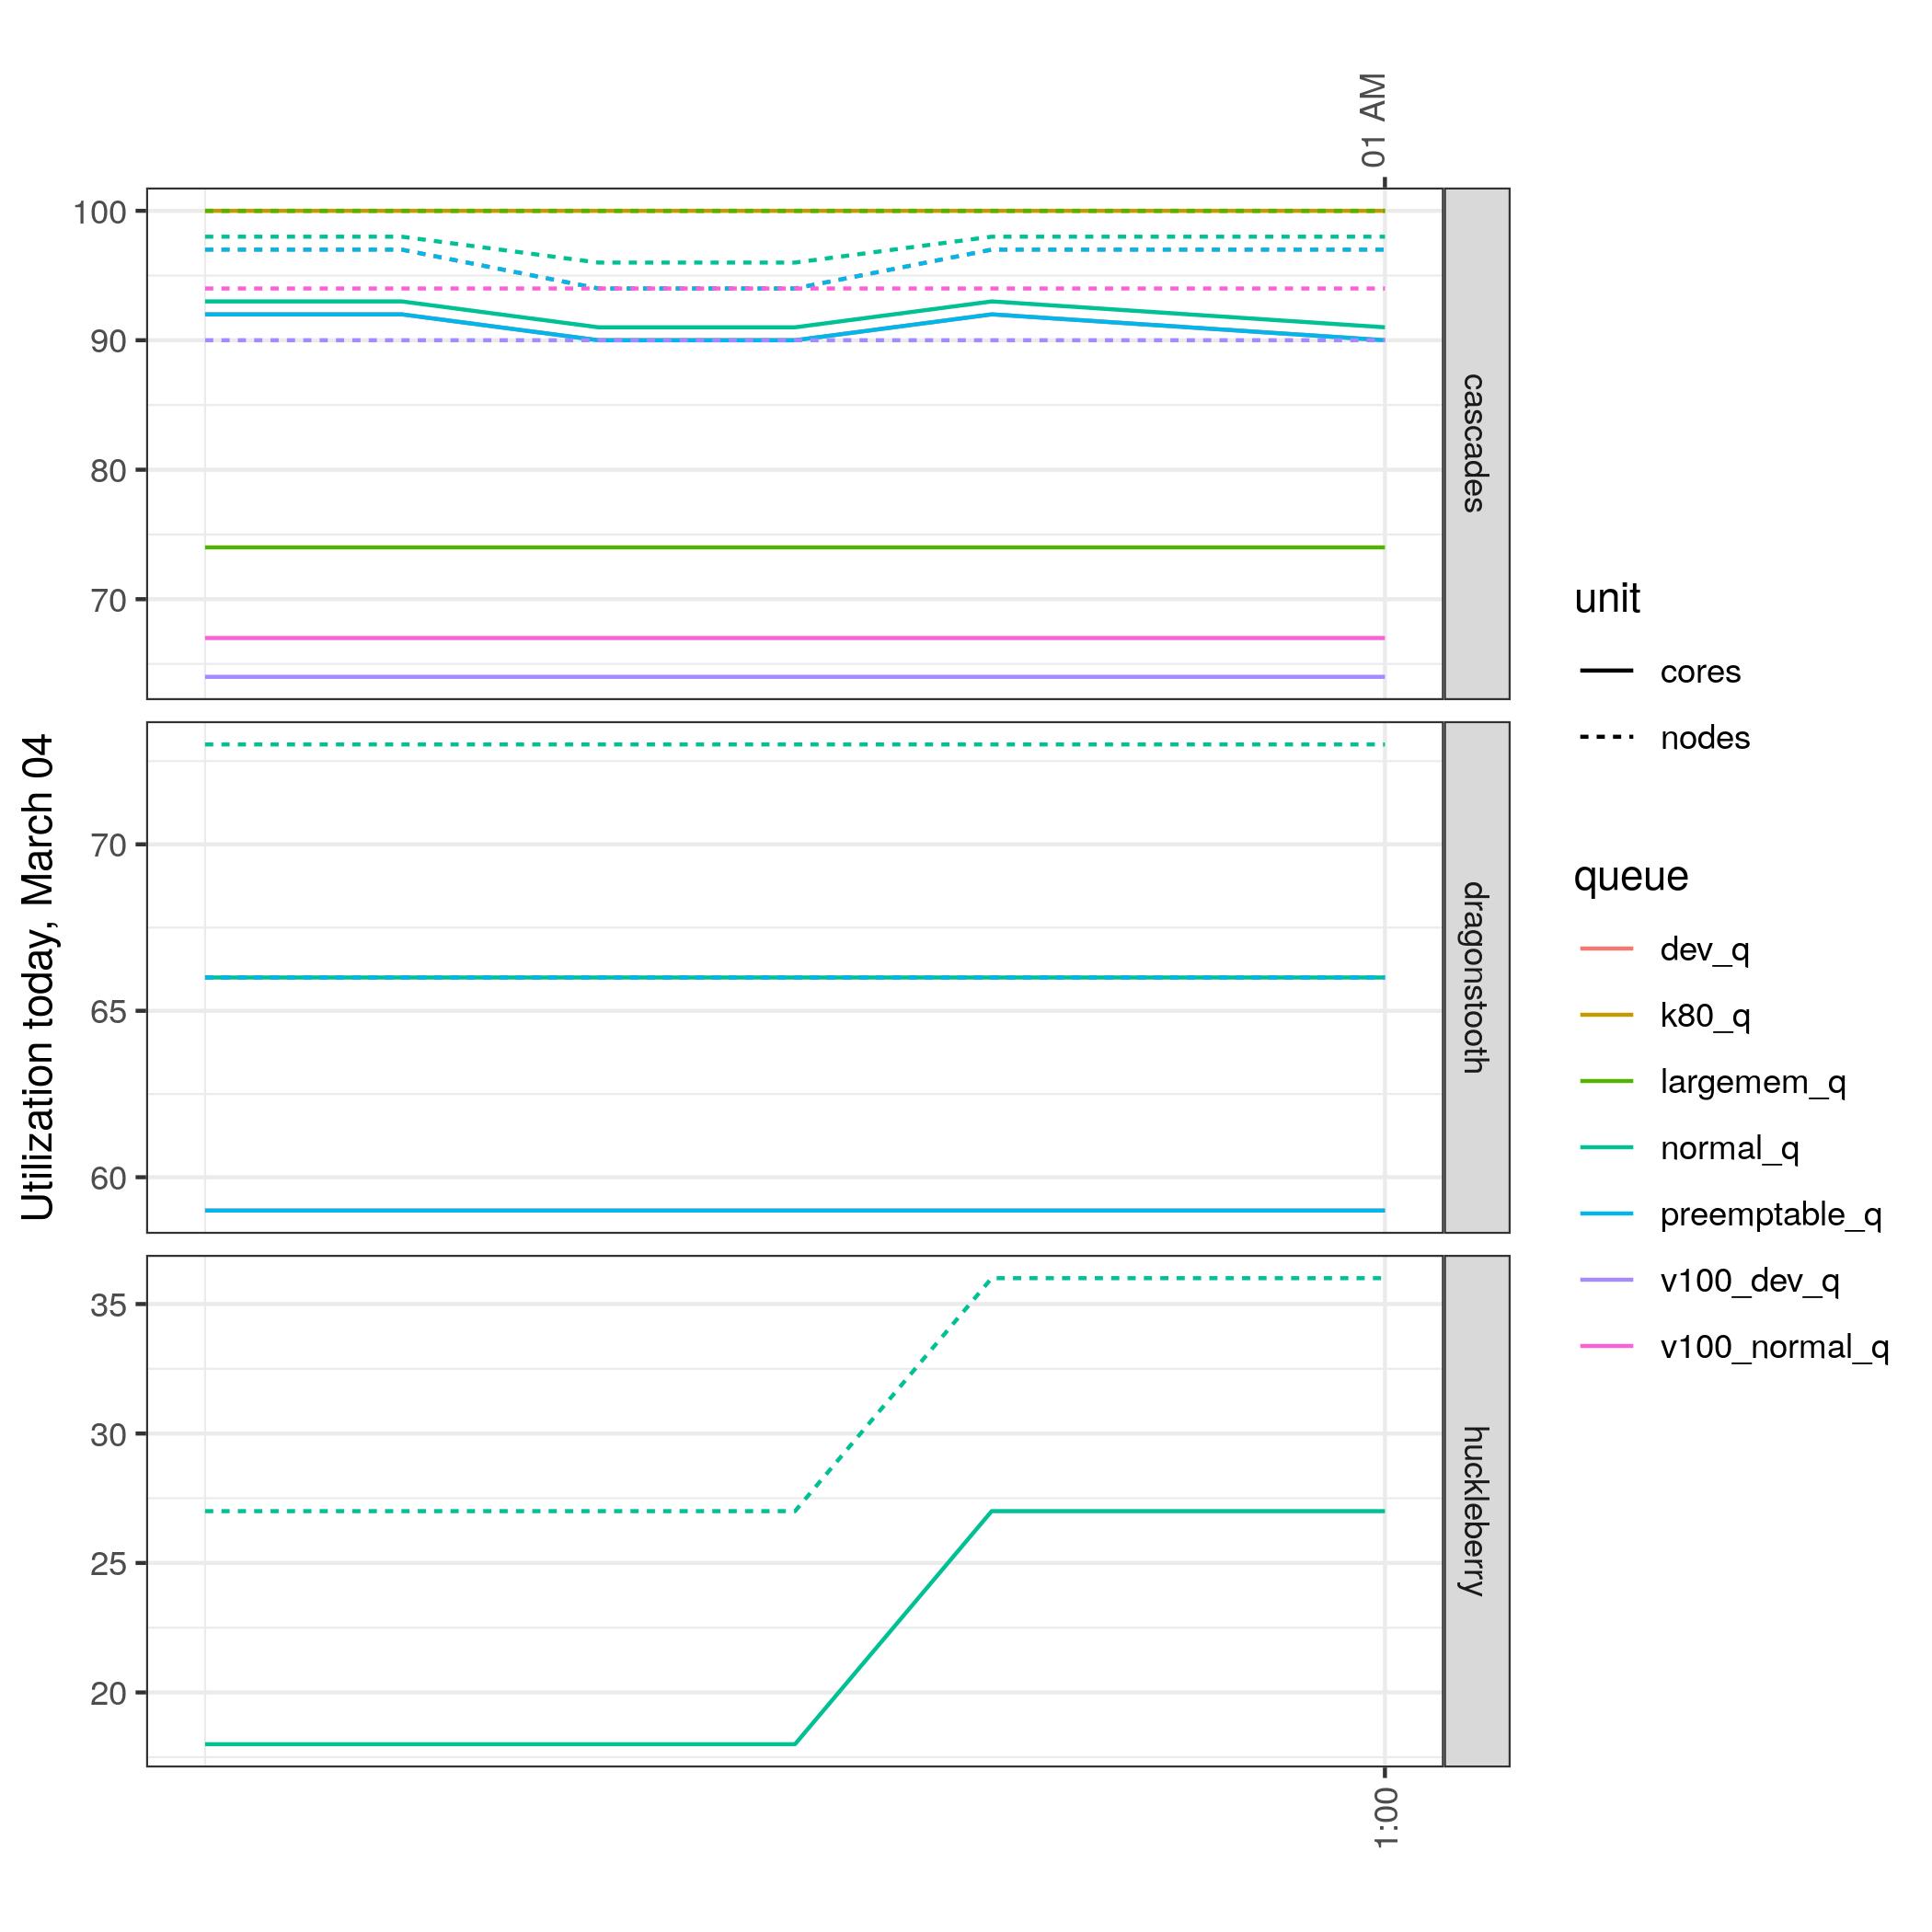 01 AM
Utilization today, March 04
100
90
80
70
cascades
70
65
60
dragonstooth
35
30
25
20
huckleberry
1:00
unit
cores
nodes
queue
dev_q
k80_q
largemem_q
normal_q
preemptable_q
v100_dev_q
v100_normal_q